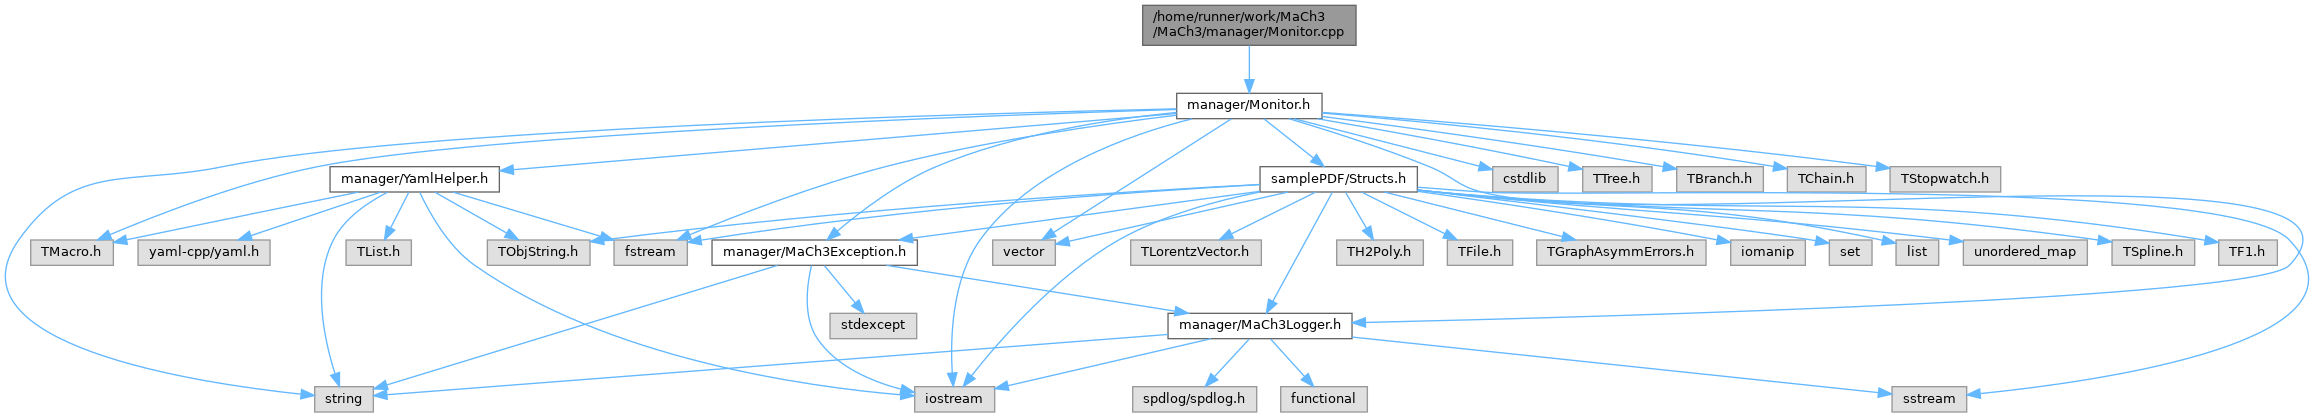 /home/runner/work/MaCh3
/MaCh3/manager/Monitor.cpp
manager/Monitor.h
manager/YamlHelper.h
samplePDF/Structs.h
cstdlib
TTree.h
TBranch.h
TChain.h
TStopwatch.h
TMacro.h
yaml-cpp/yaml.h
TList.h
TObjString.h
fstream
manager/MaCh3Exception.h
vector
TLorentzVector.h
TH2Poly.h
TFile.h
TGraphAsymmErrors.h
iomanip
set
list
unordered_map
TSpline.h
TF1.h
stdexcept
manager/MaCh3Logger.h
string
iostream
spdlog/spdlog.h
functional
sstream